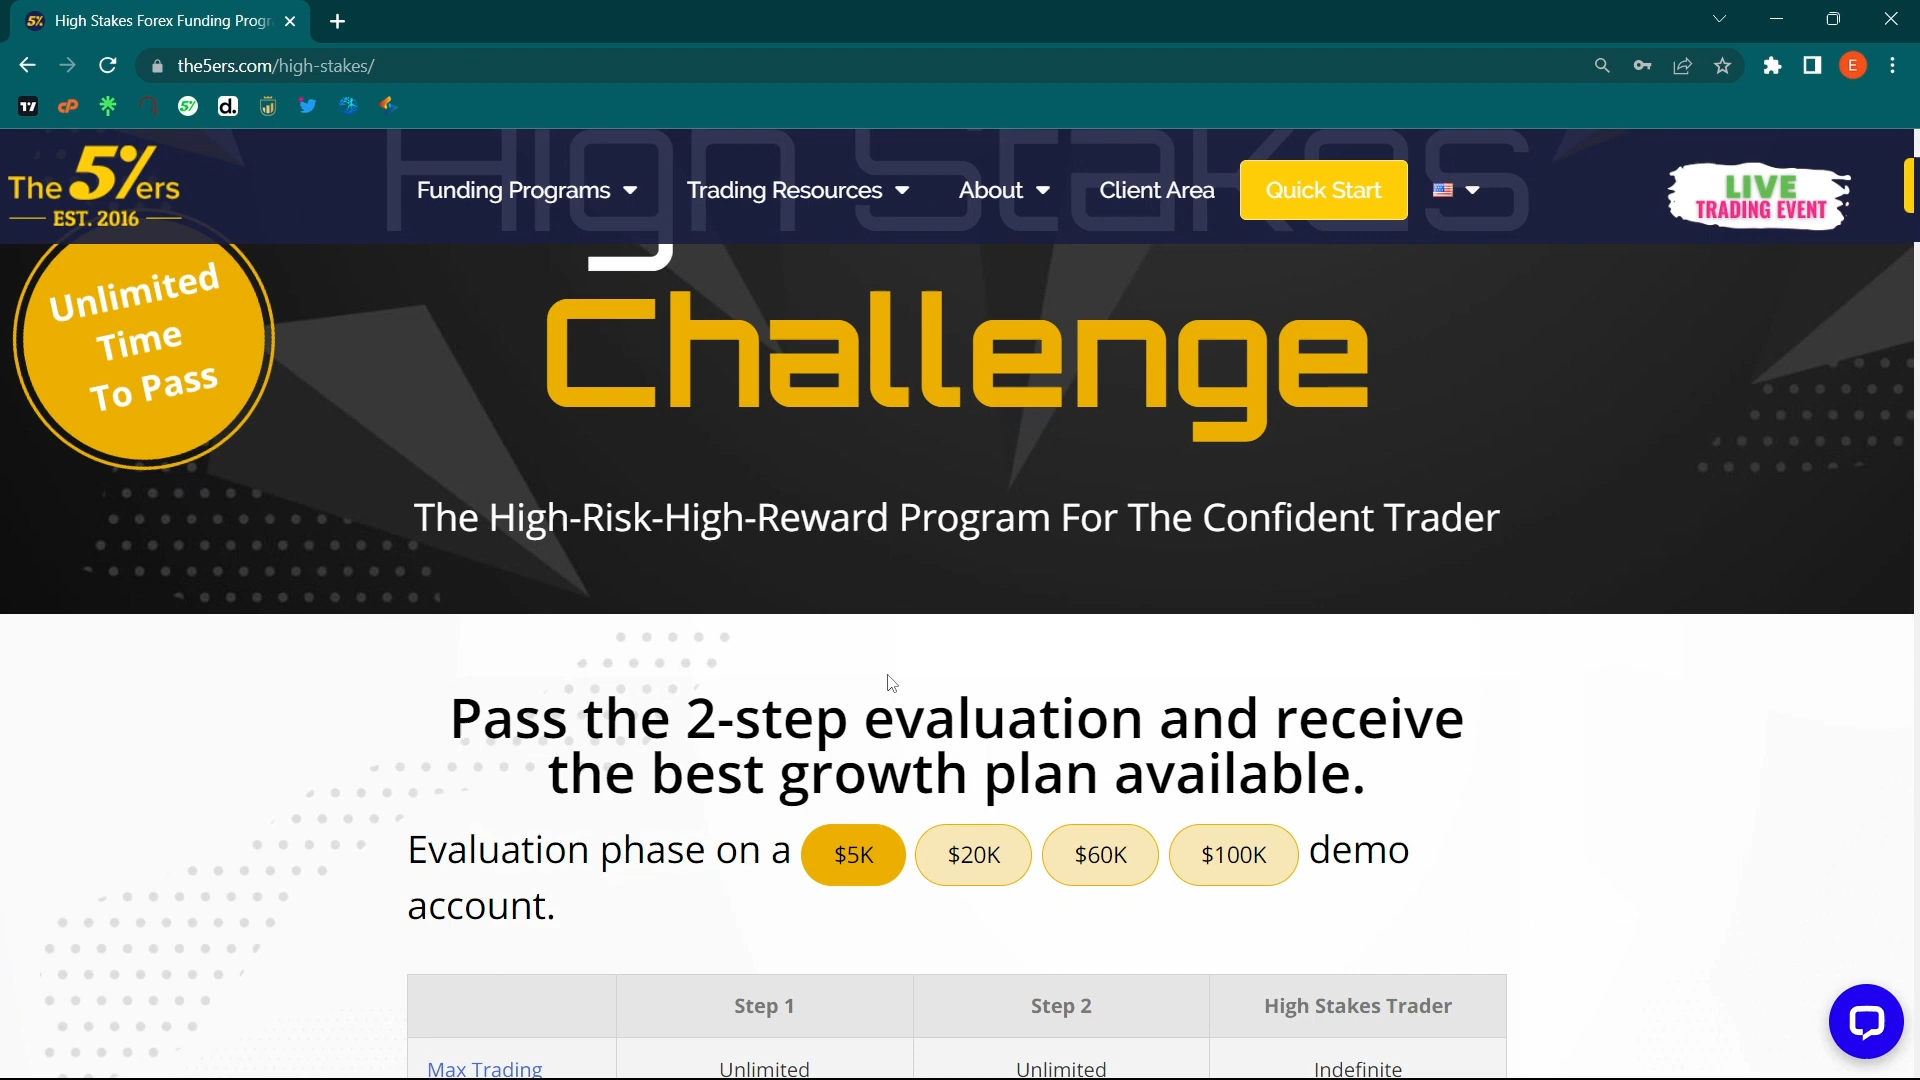 High Stakes Forex Funding Progr
the5ers.com/high-stakes/
E
High Stakes
The 5%ers
EST. 2016
Funding Programs
Trading Resources
About
Client Area
Quick Start
LIVE
TRADING EVENT
Unlimited
Time
To Pass
Challenge
The High-Risk-High-Reward Program For The Confident Trader
Pass the 2-step evaluation and receive
the best growth plan available.
Evaluation phase on a $5K $20K $60K $100K demo
account.
Step 1 Step 2 High Stakes Trader
Max Trading Unlimited Unlimited Indefinite